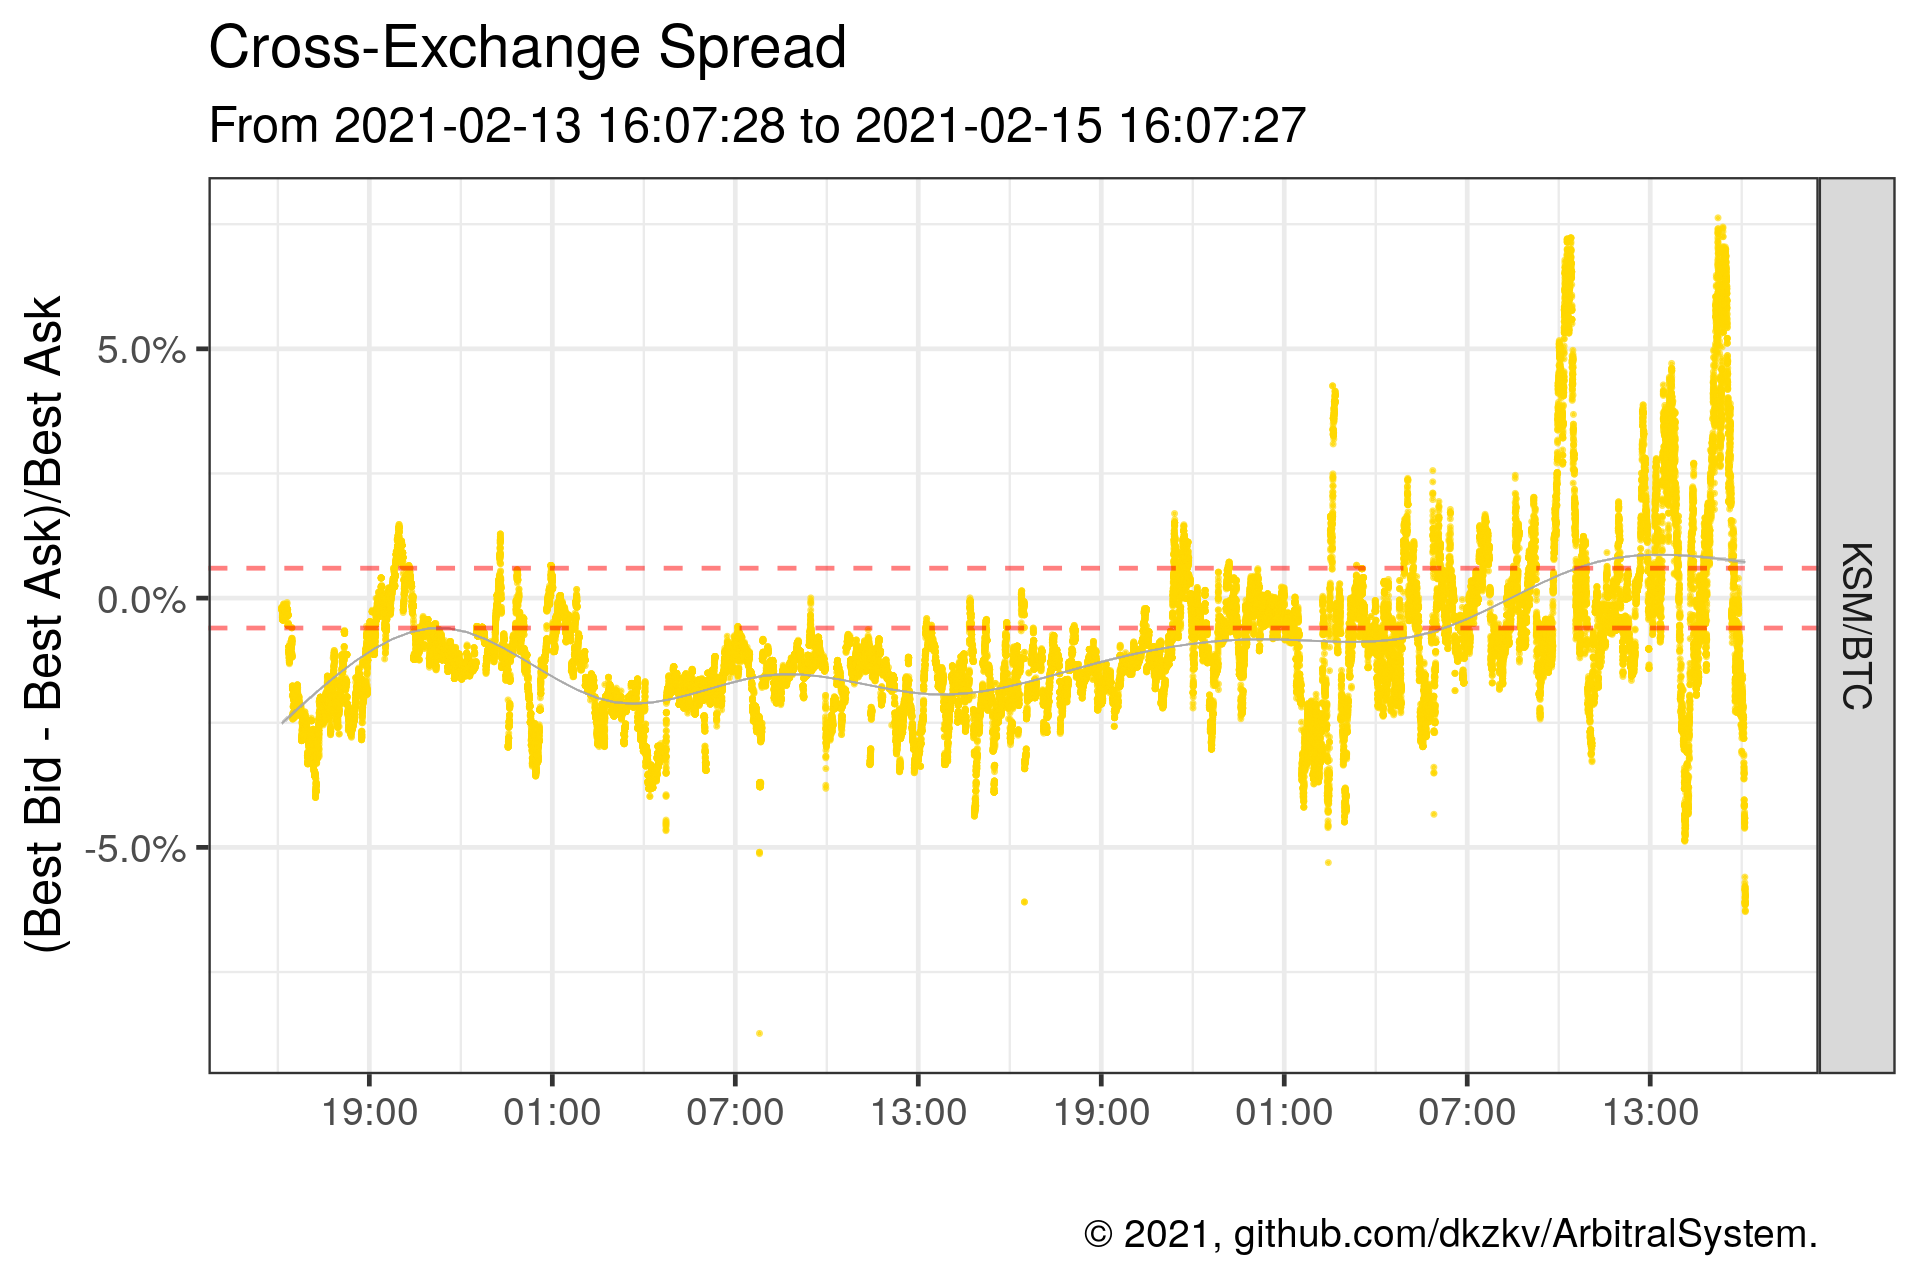 Cross-Exchange Spread
From 2021-02-13 16:07:28 to 2021-02-15 16:07:27
(Best Bid - Best Ask)/Best Ask
5.0%
0.0%
-5.0%
KSM/BTC
19:00 01:00 07:00 13:00 19:00 01:00 07:00 13:00
© 2021, github.com/dkzkv/ArbitralSystem.